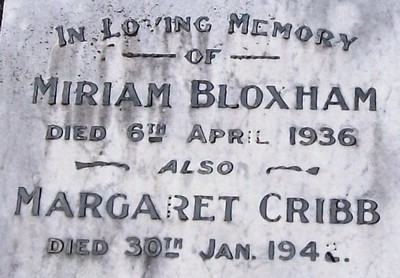 In Loving Memory
OF
Miriam Bloxham
Died 6th April 1936
ALSO
Margaret Cribb
Died 30th Jan.